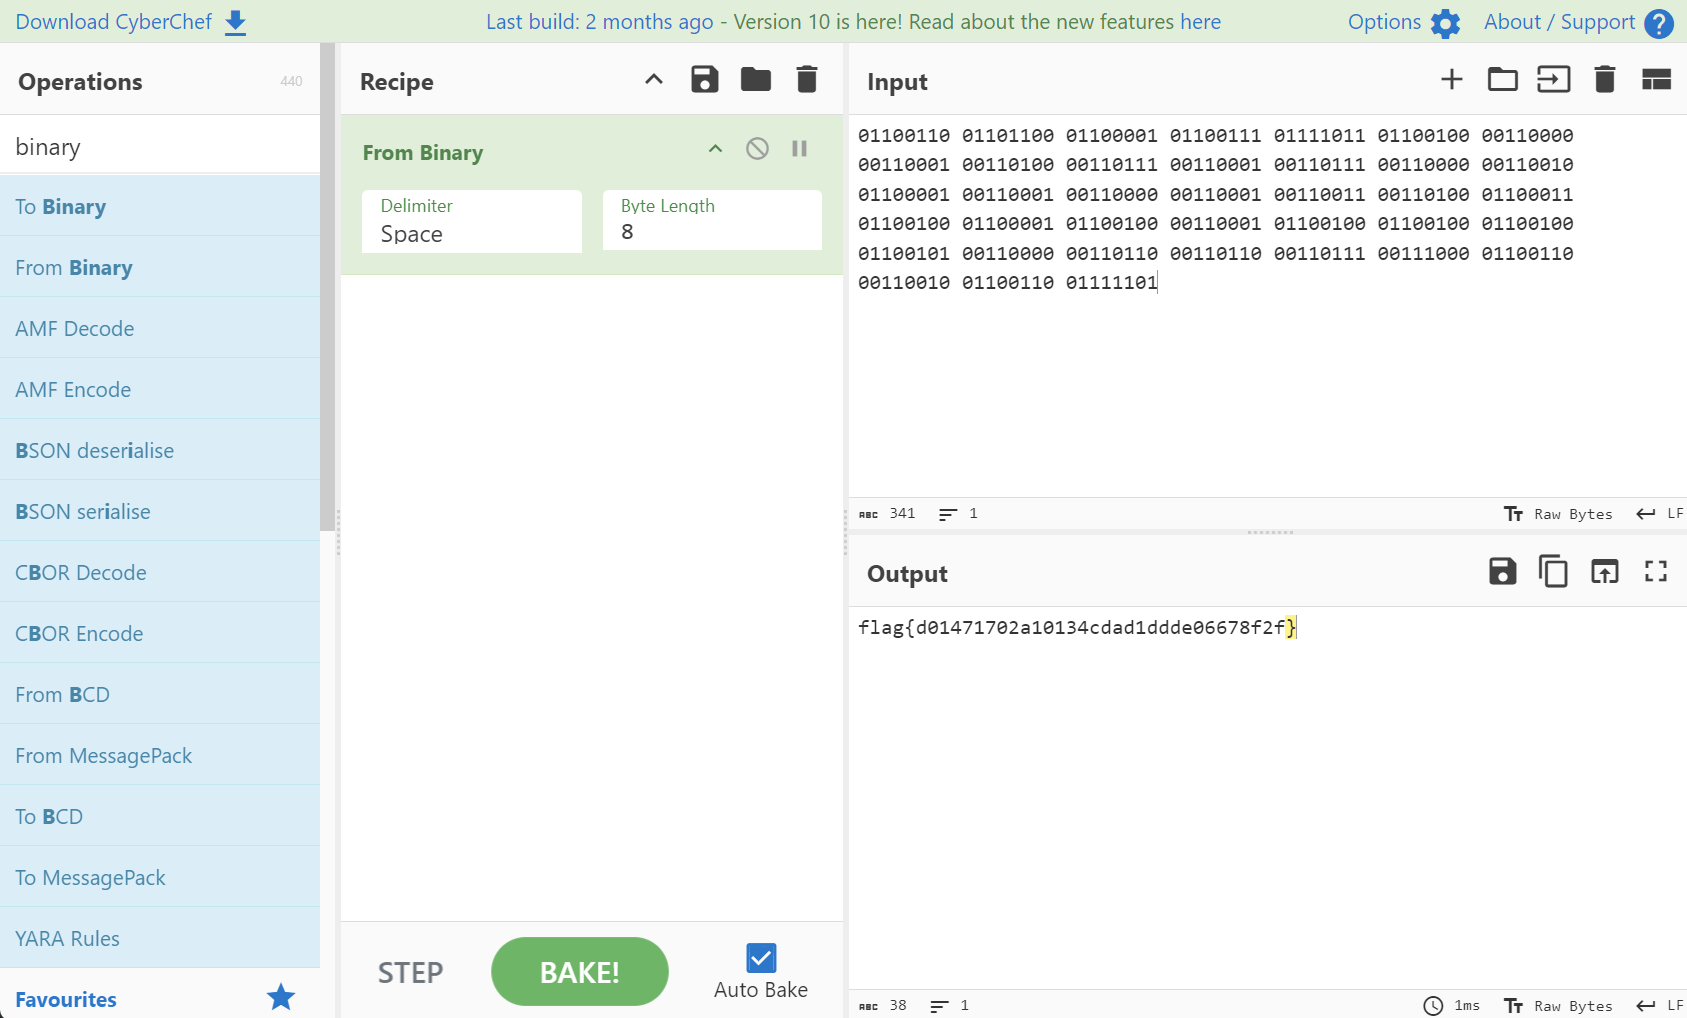 Download CyberChef
Last build: 2 months ago - Version 10 is here! Read about the new features here
Options
About / Support
Operations
440
binary
To Binary
From Binary
AMF Decode
AMF Encode
BSON deserialise
BSON serialise
CBOR Decode
CBOR Encode
From BCD
From MessagePack
To BCD
To MessagePack
YARA Rules
Favourites
Recipe
From Binary
Delimiter
Space
Byte Length
8
STEP
BAKE!
Auto Bake
Input
01100110 01101100 01100001 01100111 01111011 01100100 00110000
00110001 00110100 00110111 00110001 00110111 00110000 00110010
01100001 00110001 00110000 00110001 00110011 00110100 01100011
01100100 01100001 01100100 00110001 01100100 01100100 01100100
01100101 00110000 00110110 00110110 00110111 00111000 01100110
00110010 01100110 01111101
ABC 341 1
Raw Bytes LF
Output
flag{d01471702a10134cdad1ddde06678f2f}
ABC 38 1
1ms Raw Bytes LF